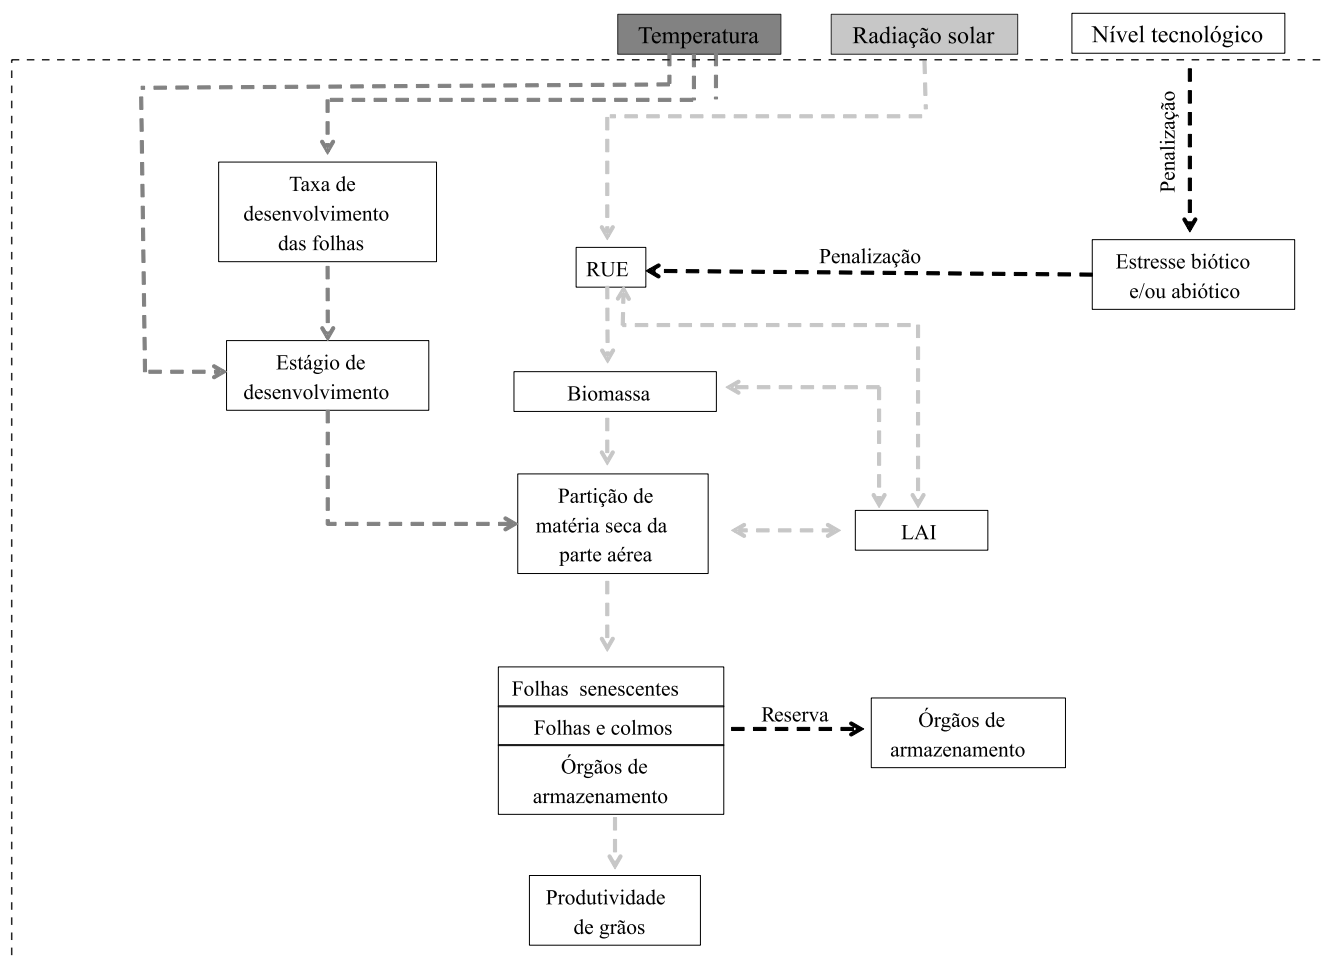 Temperatura
Radiação solar
Nível tecnológico
Penalização
Taxa de
desenvolvimento
das folhas
RUE
Penalização
Estresse biótico
e/ou abiótico
Estágio de
desenvolvimento
Biomassa
Partição de
matéria seca da
parte aérea
LAI
Folhas senescentes
Folhas e colmos
Órgãos de
armazenamento
Reserva
Órgãos de
armazenamento
Produtividade
de grãos